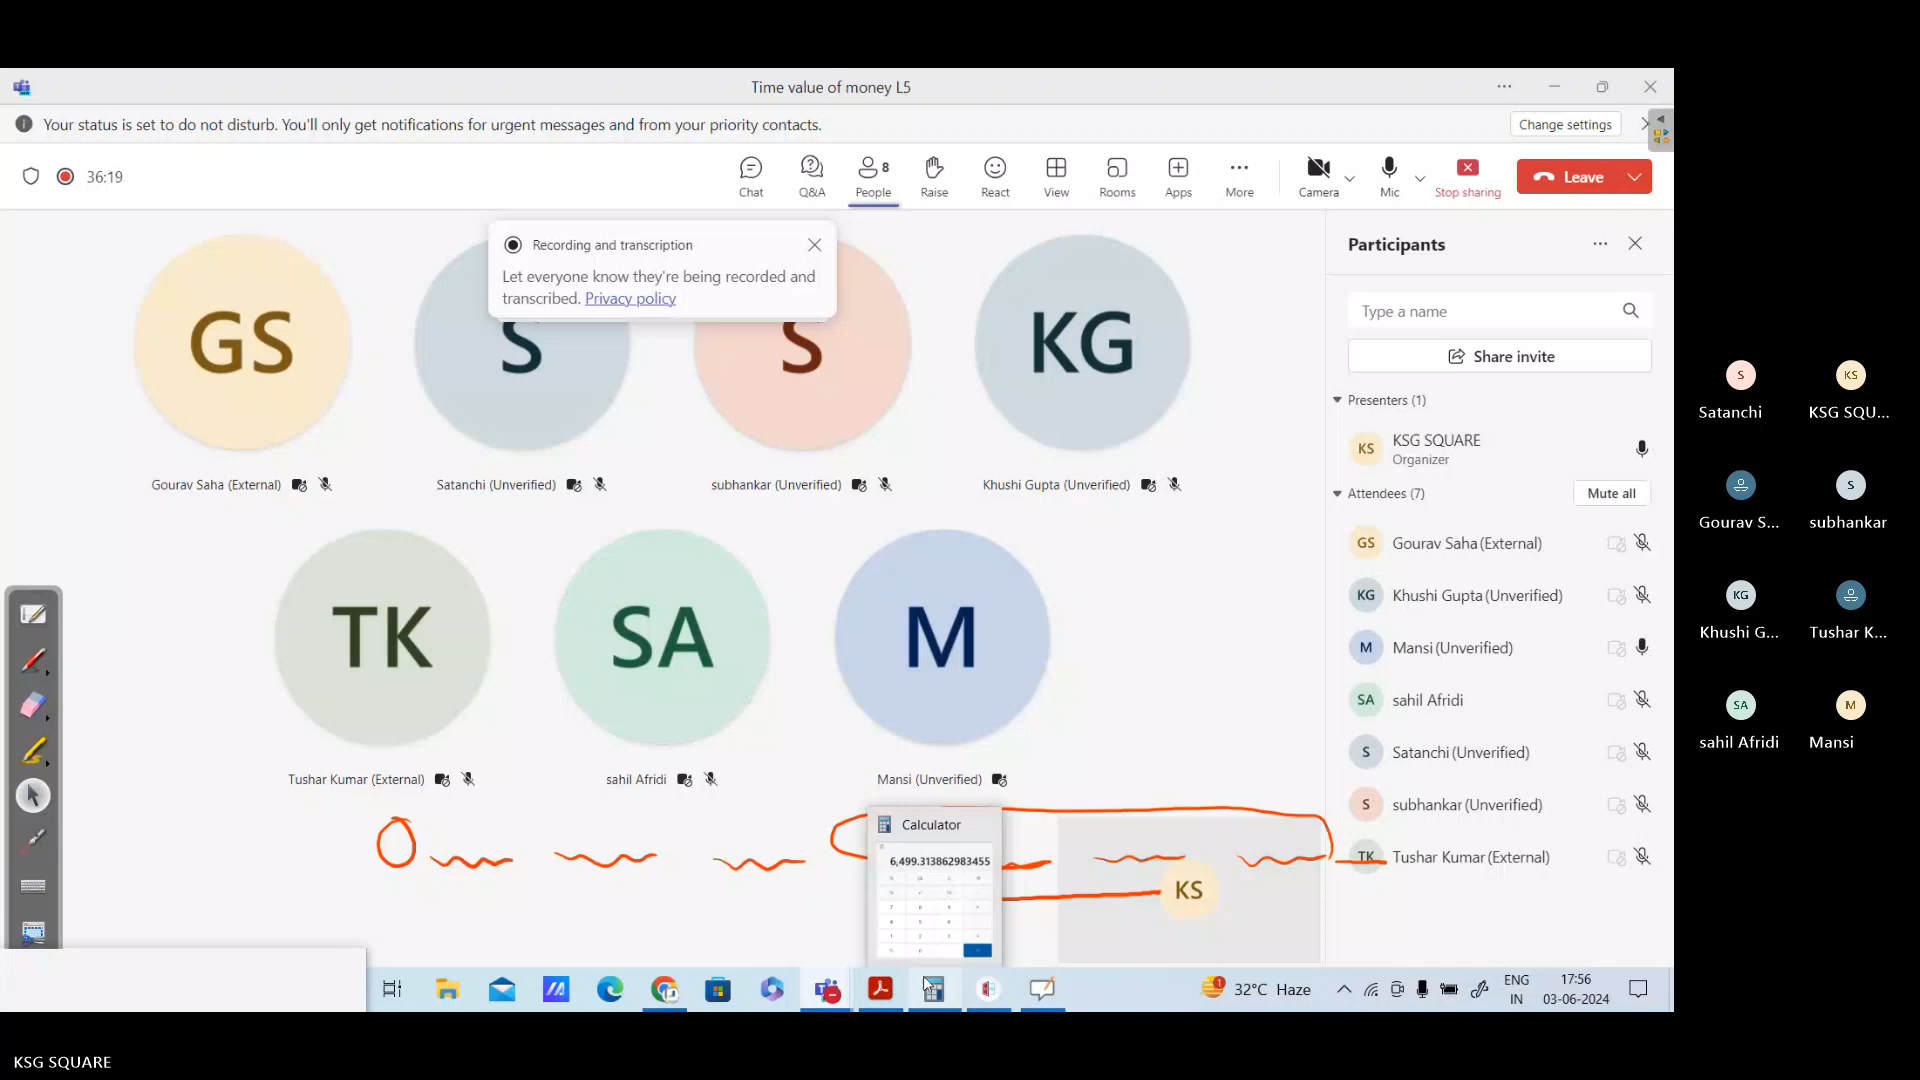 Time value of money L5
Your status is set to do not disturb. You'll only get notifications for urgent messages and from your priority contacts.
Change settings
36:19
Chat
Q&A
People
8
Raise
React
View
Rooms
Apps
More
Camera
Mic
Stop sharing
Leave
Recording and transcription
Let everyone know they're being recorded and
transcribed. Privacy policy
GS
S
S
KG
Gourav Saha (External)
Satanchi (Unverified)
subhankar (Unverified)
Khushi Gupta (Unverified)
TK
SA
M
Tushar Kumar (External)
sahil Afridi
Mansi (Unverified)
Calculator
6,499.313862983455
KS
Participants
Type a name
Share invite
Presenters (1)
KS
KSG SQUARE
Organizer
Attendees (7)
Mute all
GS
Gourav Saha (External)
KG
Khushi Gupta (Unverified)
M
Mansi (Unverified)
SA
sahil Afridi
S
Satanchi (Unverified)
S
subhankar (Unverified)
TK
Tushar Kumar (External)
S
KS
Satanchi
KSG SQU...
S
Gourav S...
subhankar
KG
Khushi G...
Tushar K...
SA
M
sahil Afridi
Mansi
1
32°C Haze
ENG
IN
17:56
03-06-2024
KSG SQUARE